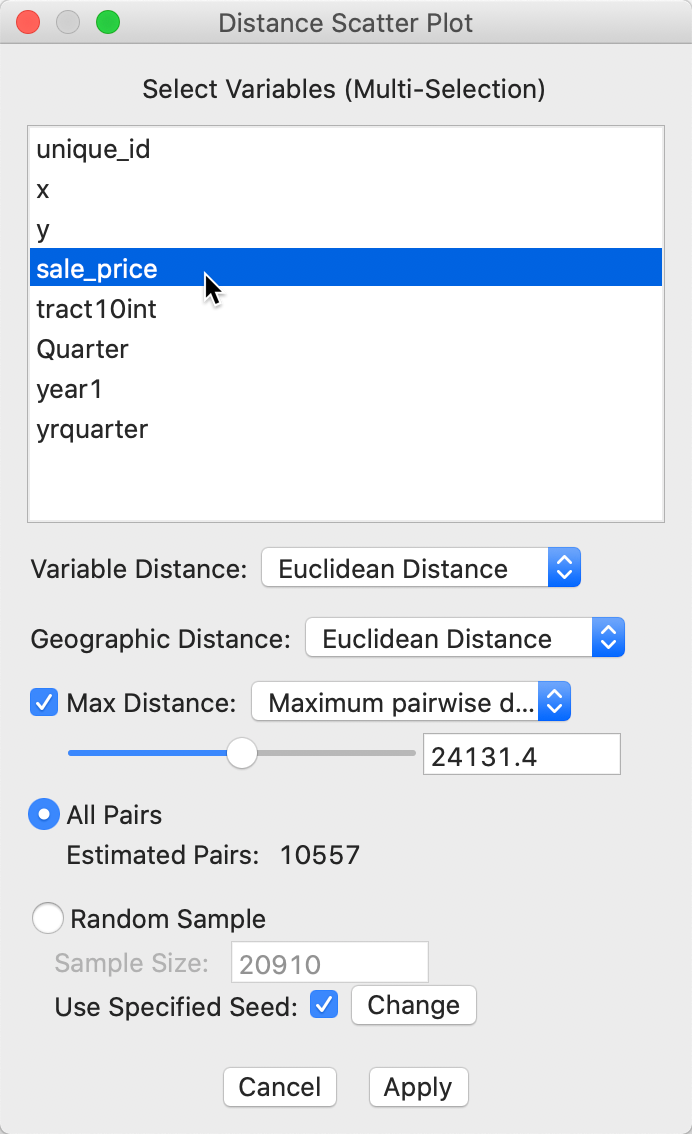 Distance Scatter Plot
Select Variables (Multi-Selection)
unique_id
x
y
sale_price
tract10int
Quarter
year1
yrquarter
Variable Distance: Euclidean Distance
Geographic Distance: Euclidean Distance
Max Distance: Maximum pairwise d...
24131.4
All Pairs
Estimated Pairs: 10557
Random Sample
Sample Size: 20910
Use Specified Seed: Change
Cancel Apply